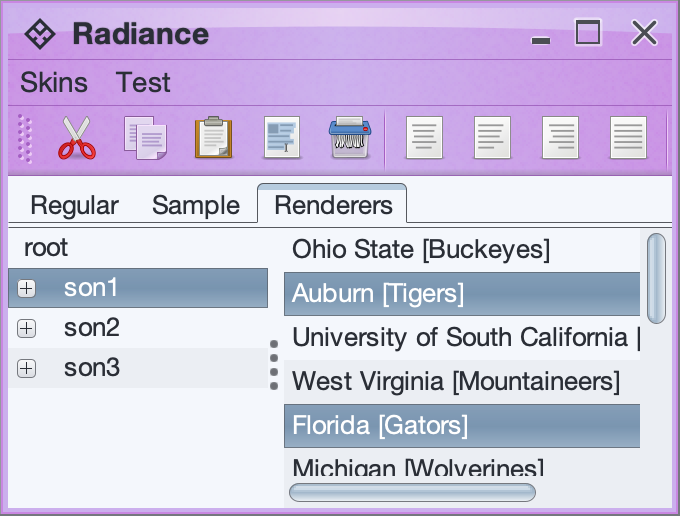 Radiance
Skins Test
Regular Sample Renderers
root
son1
son2
son3
Ohio State [Buckeyes]
Auburn [Tigers]
University of South California [
West Virginia [Mountaineers]
Florida [Gators]
Michigan [Wolverines]